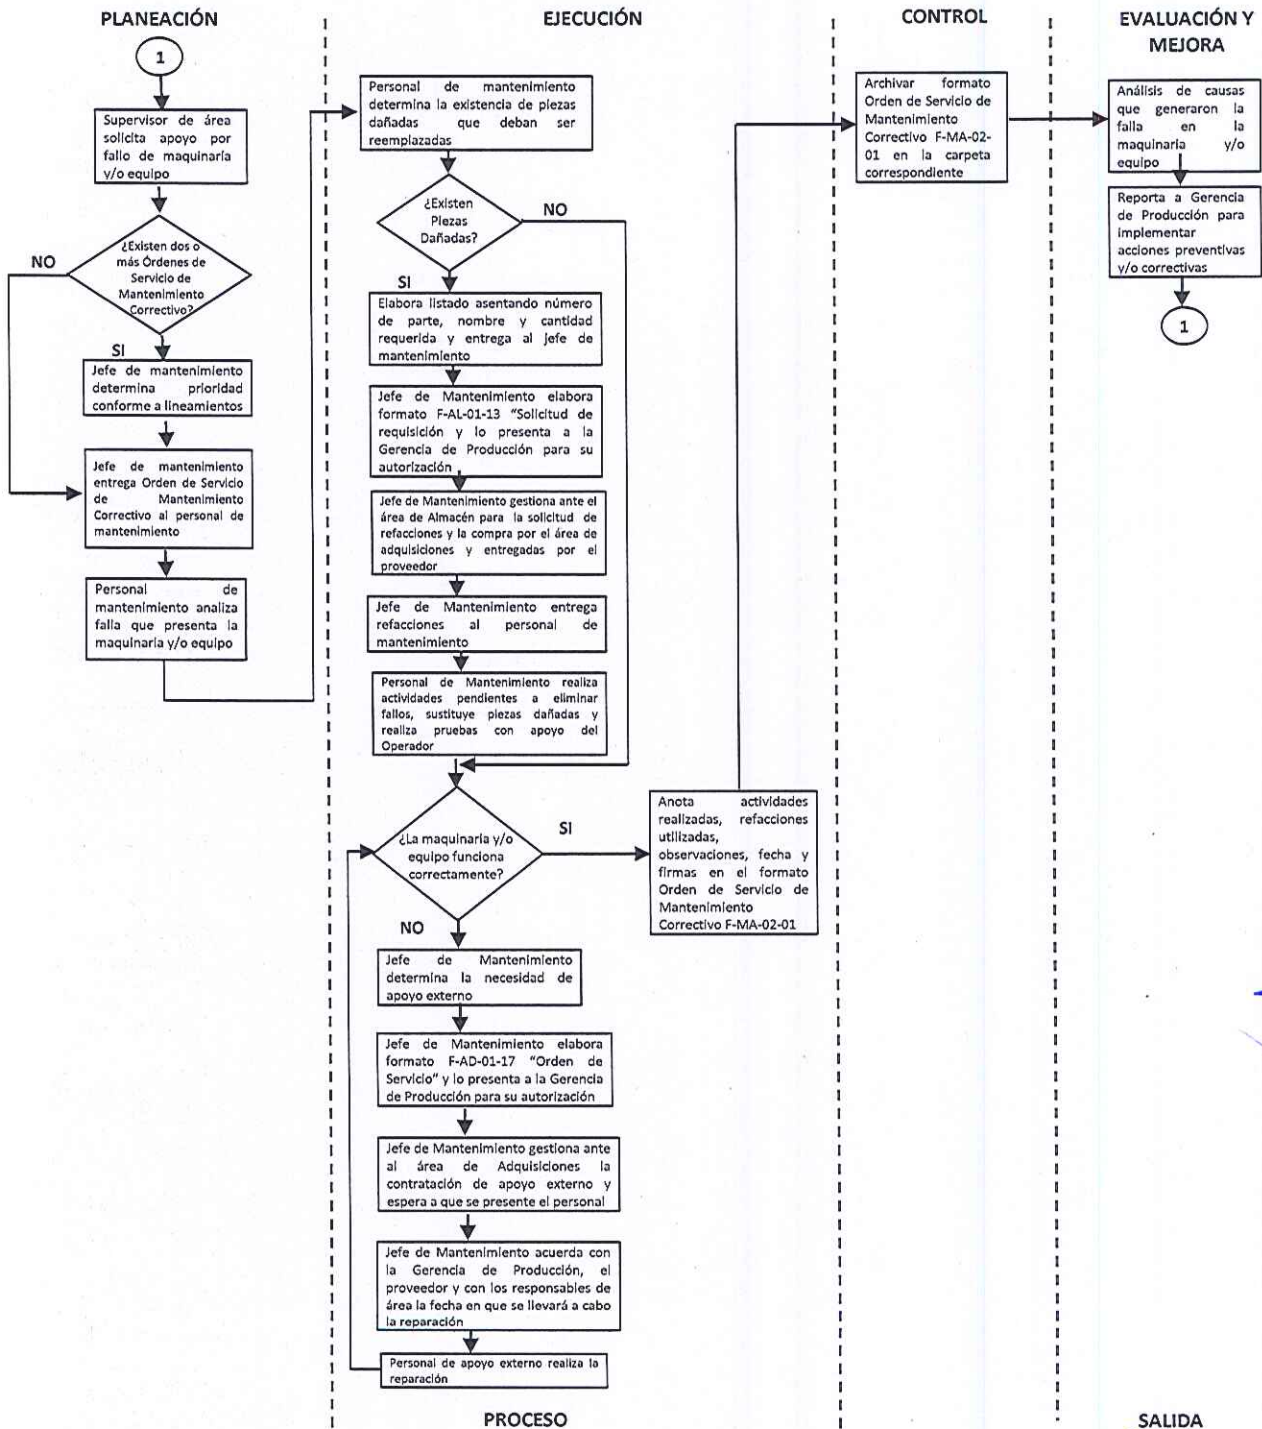 PLANEACIÓN
1
Supervisor de área
solicita apoyo por
fallo de maquinaria
y/o equipo
¿Existen dos o
más Órdenes de
Servicio de
Mantenimiento
Correctivo?
NO
SI
Jefe de mantenimiento
determina prioridad
conforme a lineamientos
Jefe de mantenimiento
entrega Orden de Servicio
de Mantenimiento
Correctivo al personal de
mantenimiento
Personal de
mantenimiento analiza
falla que presenta la
maquinaria y/o equipo
EJECUCIÓN
Personal de mantenimiento
determina la existencia de piezas
dañadas que deban ser
reemplazadas
¿Existen
Piezas
Dañadas?
NO
SI
Elabora listado asentando número
de parte, nombre y cantidad
requerida y entrega al jefe de
mantenimiento
Jefe de Mantenimiento elabora
formato F-AL-01-13 "Solicitud de
requisición y lo presenta a la
Gerencia de Producción para su
autorización
Jefe de Mantenimiento gestiona ante el
área de Almacén para la solicitud de
refacciones y la compra por el área de
adquisiciones y entregadas por el
proveedor
Jefe de Mantenimiento entrega
refacciones al personal de
mantenimiento
Personal de Mantenimiento realiza
actividades pendientes a eliminar
fallos, sustituye piezas dañadas y
realiza pruebas con apoyo del
Operador
¿La maquinaria y/o
equipo funciona
correctamente?
SI
NO
Anota actividades
realizadas, refacciones
utilizadas,
observaciones, fecha y
firmas en el formato
Orden de Servicio de
Mantenimiento
Correctivo F-MA-02-01
Jefe de Mantenimiento
determina la necesidad de
apoyo externo
Jefe de Mantenimiento elabora
formato F-AD-01-17 "Orden de
Servicio" y lo presenta a la Gerencia
de Producción para su autorización
Jefe de Mantenimiento gestiona ante
al área de Adquisiciones la
contratación de apoyo externo y
espera a que se presente el personal
Jefe de Mantenimiento acuerda con
la Gerencia de Producción, el
proveedor y con los responsables de
área la fecha en que se llevará a cabo
la reparación
Personal de apoyo externo realiza la
reparación
PROCESO
CONTROL
Archivar formato
Orden de Servicio de
Mantenimiento
Correctivo F-MA-02-
01 en la carpeta
correspondiente
EVALUACIÓN Y
MEJORA
Análisis de causas
que generaron la
falla en la
maquinaria y/o
equipo
Reporta a Gerencia
de Producción para
implementar
acciones preventivas
y/o correctivas
1
SALIDA